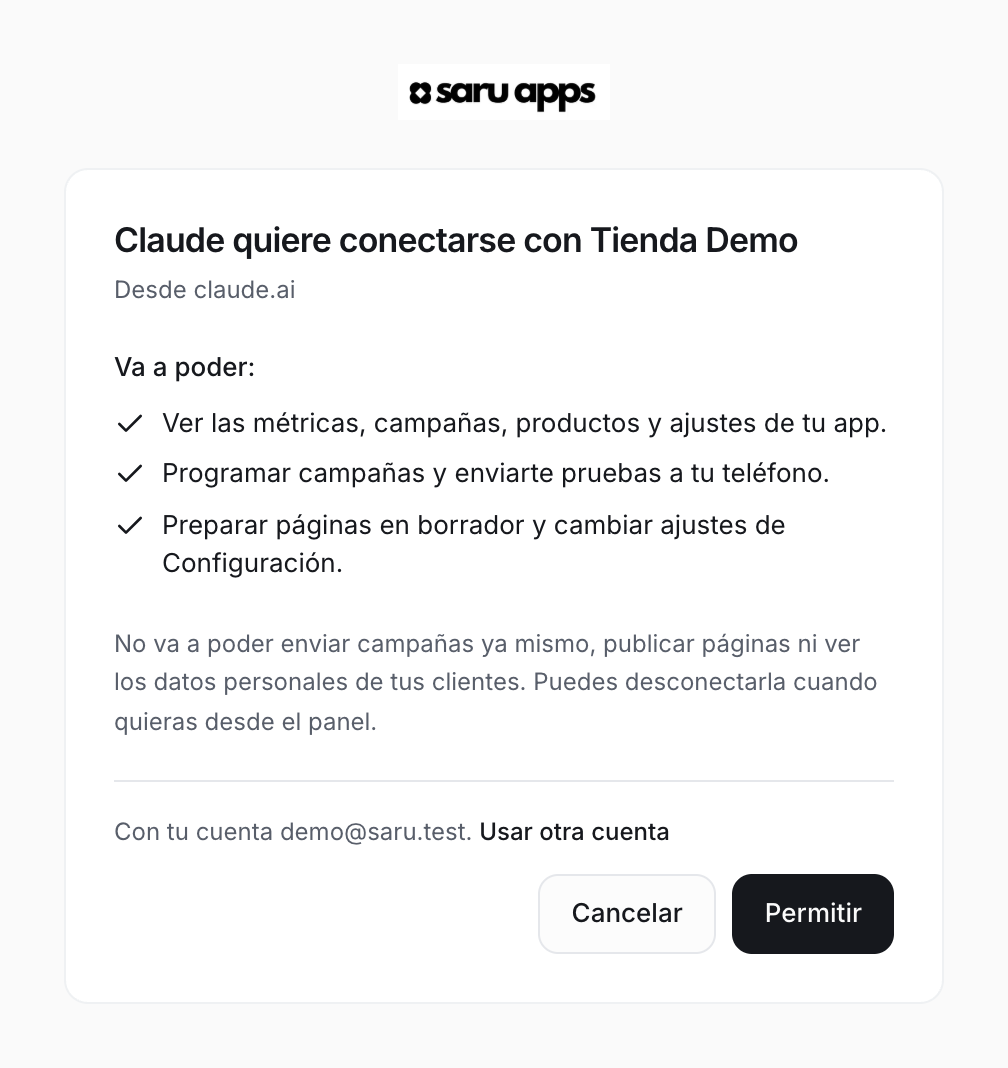 saru apps
Claude quiere conectarse con Tienda Demo
Desde claude.ai
Va a poder:
Ver las métricas, campañas, productos y ajustes de tu app.
Programar campañas y enviarte pruebas a tu teléfono.
Preparar páginas en borrador y cambiar ajustes de
Configuración.
No va a poder enviar campañas ya mismo, publicar páginas ni ver
los datos personales de tus clientes. Puedes desconectarla cuando
quieras desde el panel.
Con tu cuenta demo@saru.test. Usar otra cuenta
Cancelar
Permitir